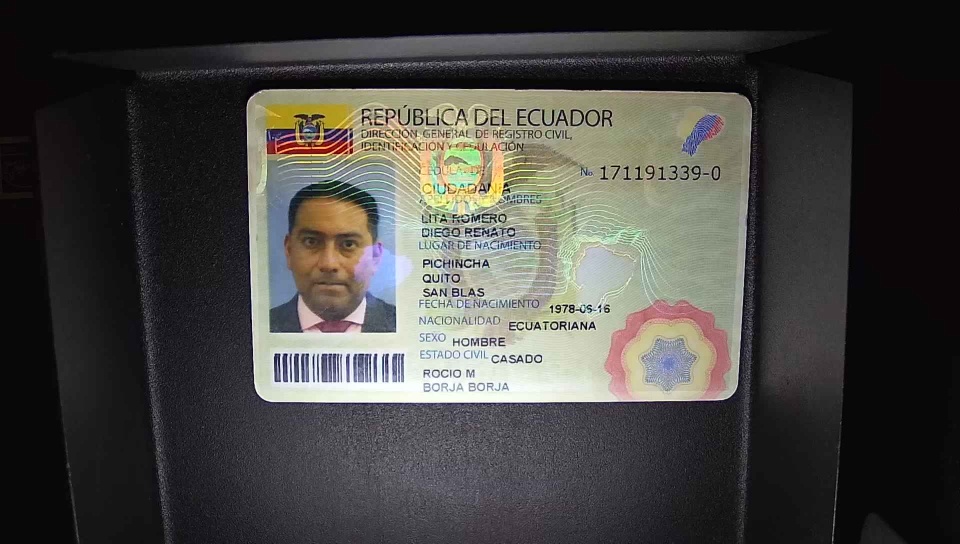 REPÚBLICA DEL ECUADOR
DIRECCIÓN GENERAL DE REGISTRO CIVIL,
IDENTIFICACIÓN Y CEDULACIÓN
CÉDULA DE
No. 171191339-0
CIUDADANÍA
APELLIDOS Y NOMBRES
LITA ROMERO
DIEGO RENATO
LUGAR DE NACIMIENTO
PICHINCHA
QUITO
SAN BLAS
FECHA DE NACIMIENTO 1978-06-16
NACIONALIDAD ECUATORIANA
SEXO HOMBRE
ESTADO CIVIL CASADO
ROCIO M
BORJA BORJA